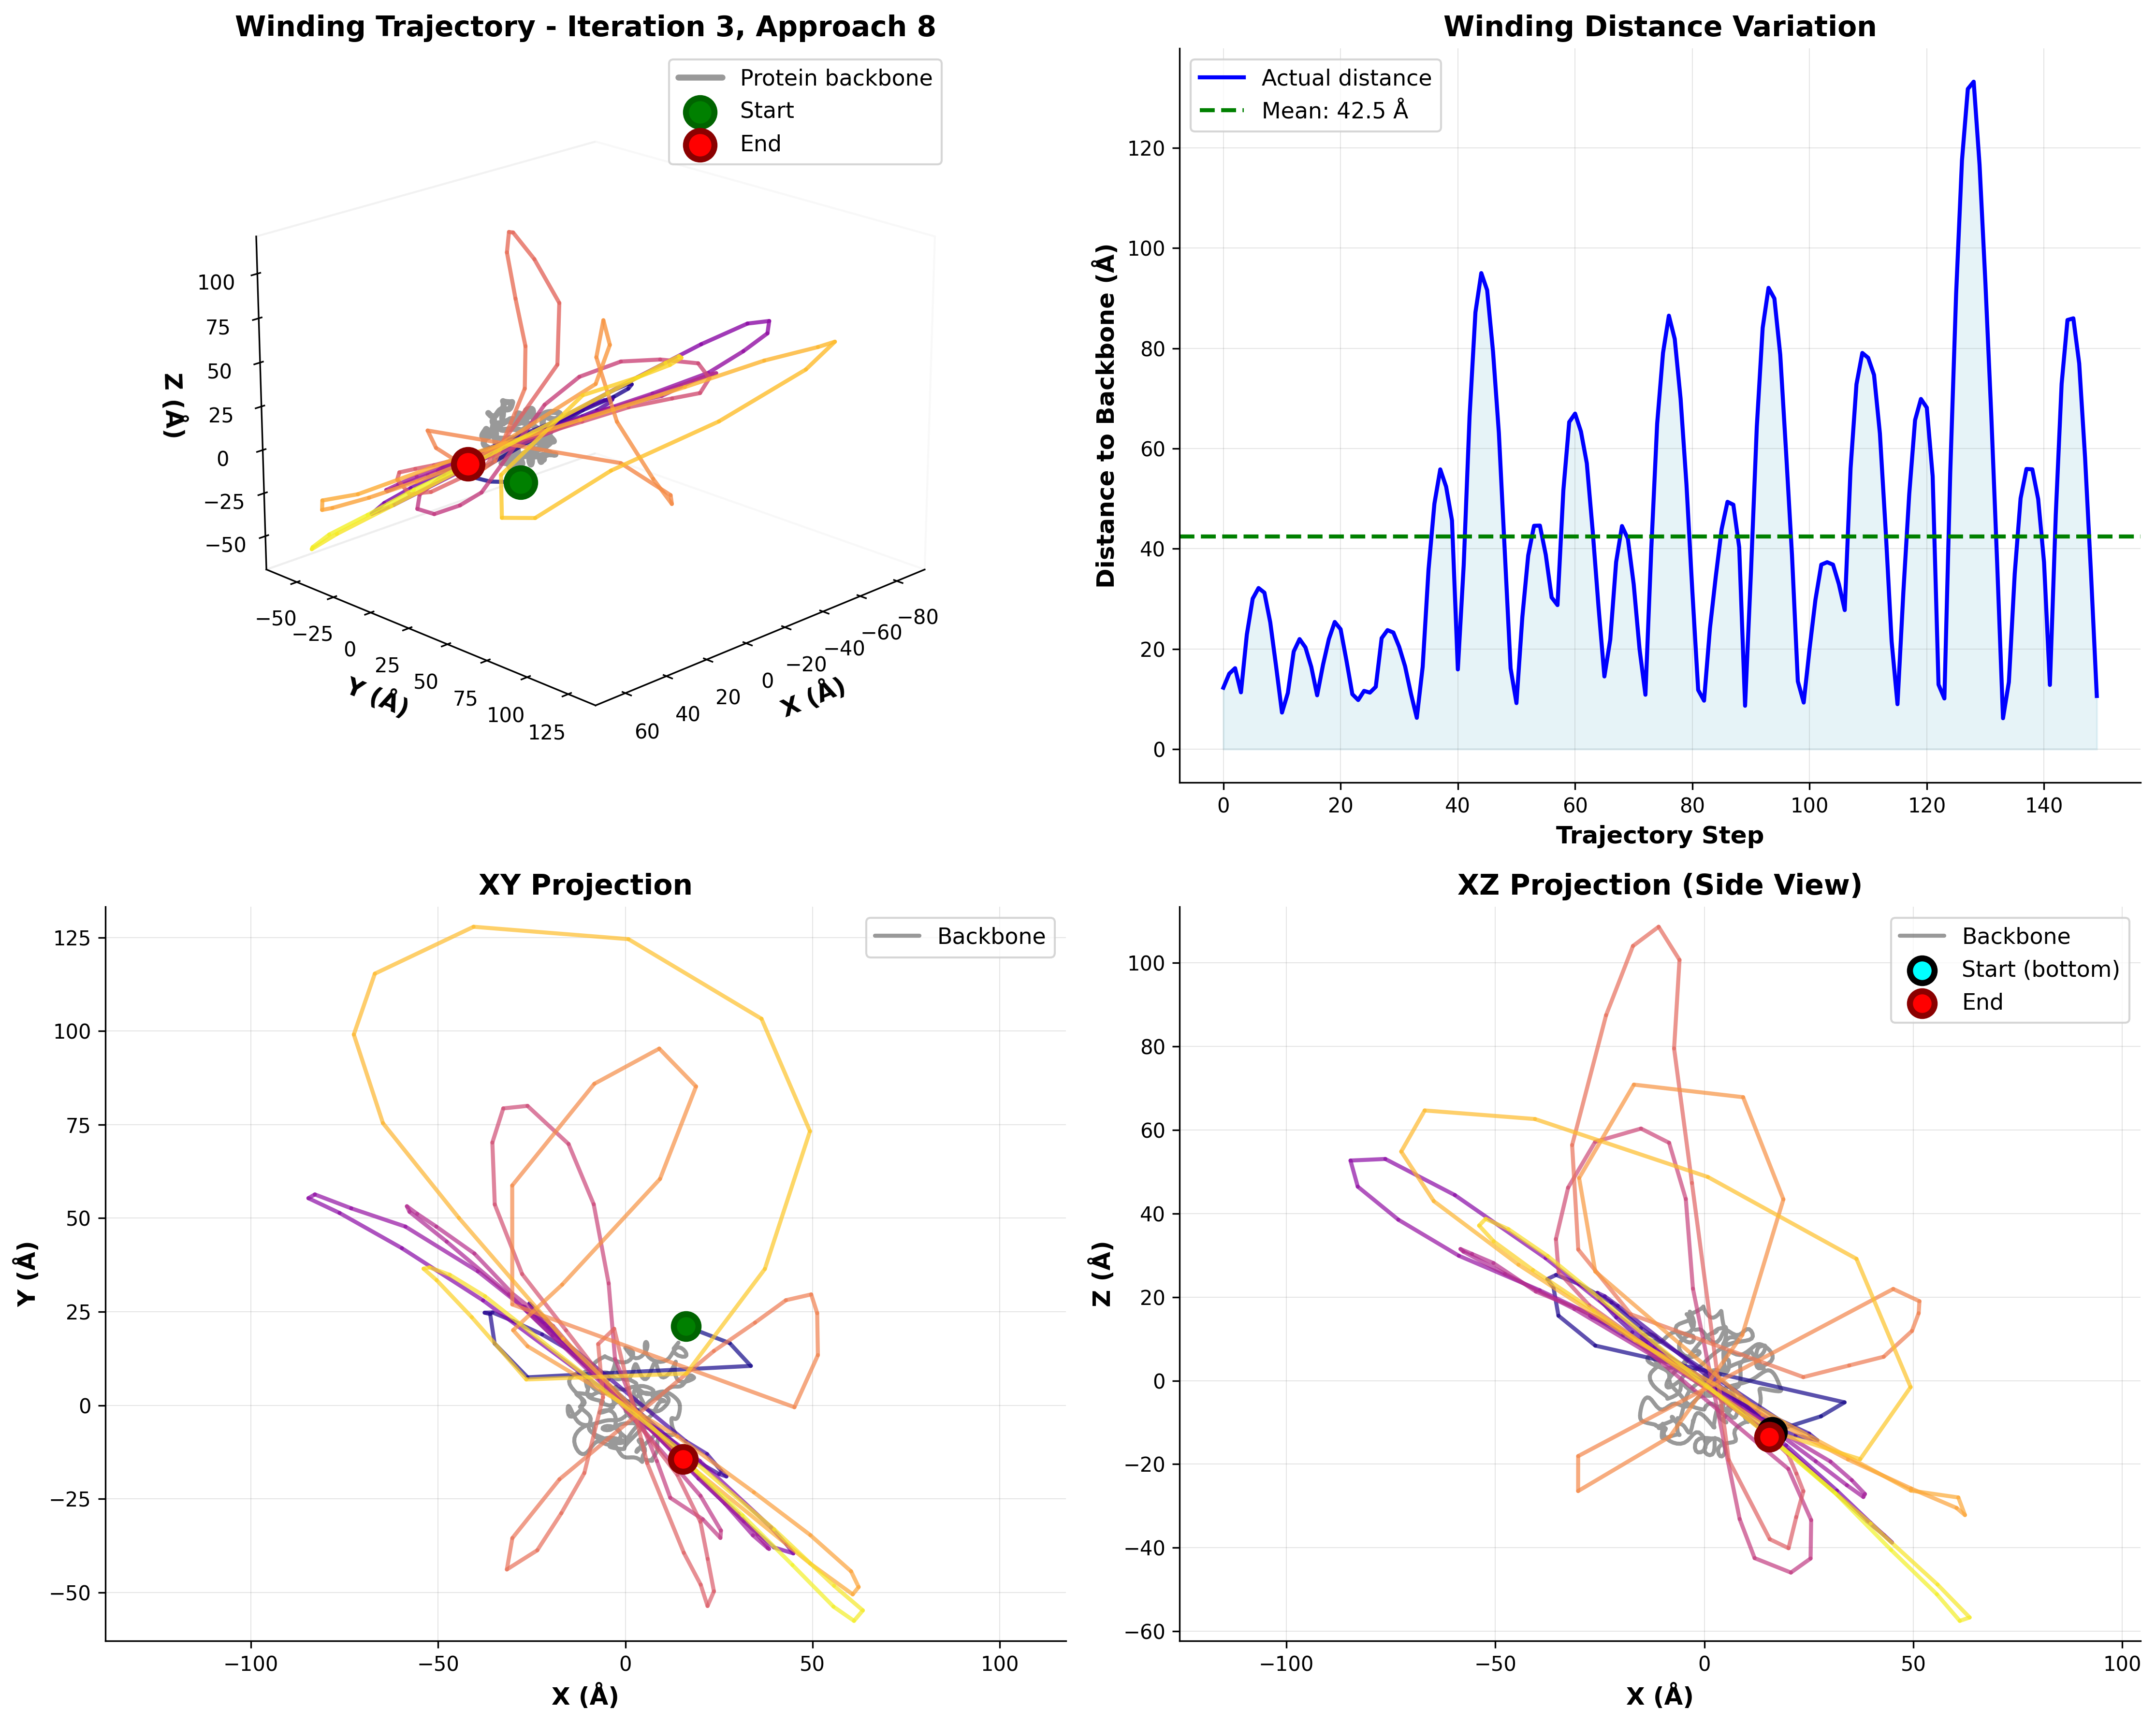 Winding Trajectory - Iteration 3, Approach 8
Protein backbone
Start
End
Z (Å)
100
75
50
25
0
−25
−50
Y (Å)
−50
−25
0
25
50
75
100
125
X (Å)
60
40
20
0
−20
−40
−60
−80
Winding Distance Variation
Actual distance
Mean: 42.5 Å
Distance to Backbone (Å)
120
100
80
60
40
20
0
0 20 40 60 80 100 120 140
Trajectory Step
XY Projection
Backbone
Y (Å)
125
100
75
50
25
0
−25
−50
−100 −50 0 50 100
X (Å)
XZ Projection (Side View)
Backbone
Start (bottom)
End
Z (Å)
100
80
60
40
20
0
−20
−40
−60
−100 −50 0 50 100
X (Å)